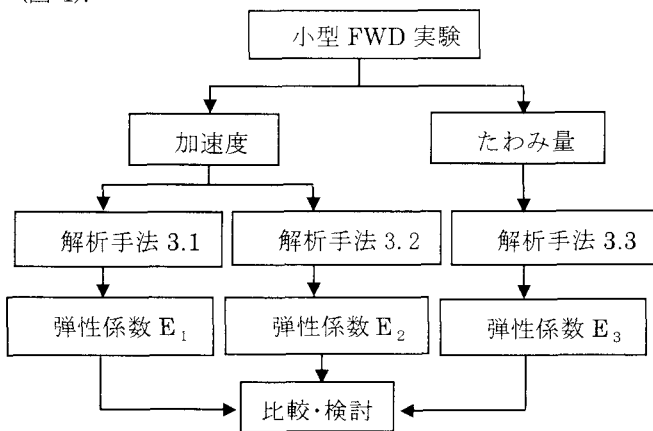 小型 FWD 実験
加速度
たわみ量
解析手法 3.1
解析手法 3.2
解析手法 3.3
弾性係数 E₁
弾性係数 E₂
弾性係数 E₃
比較・検討